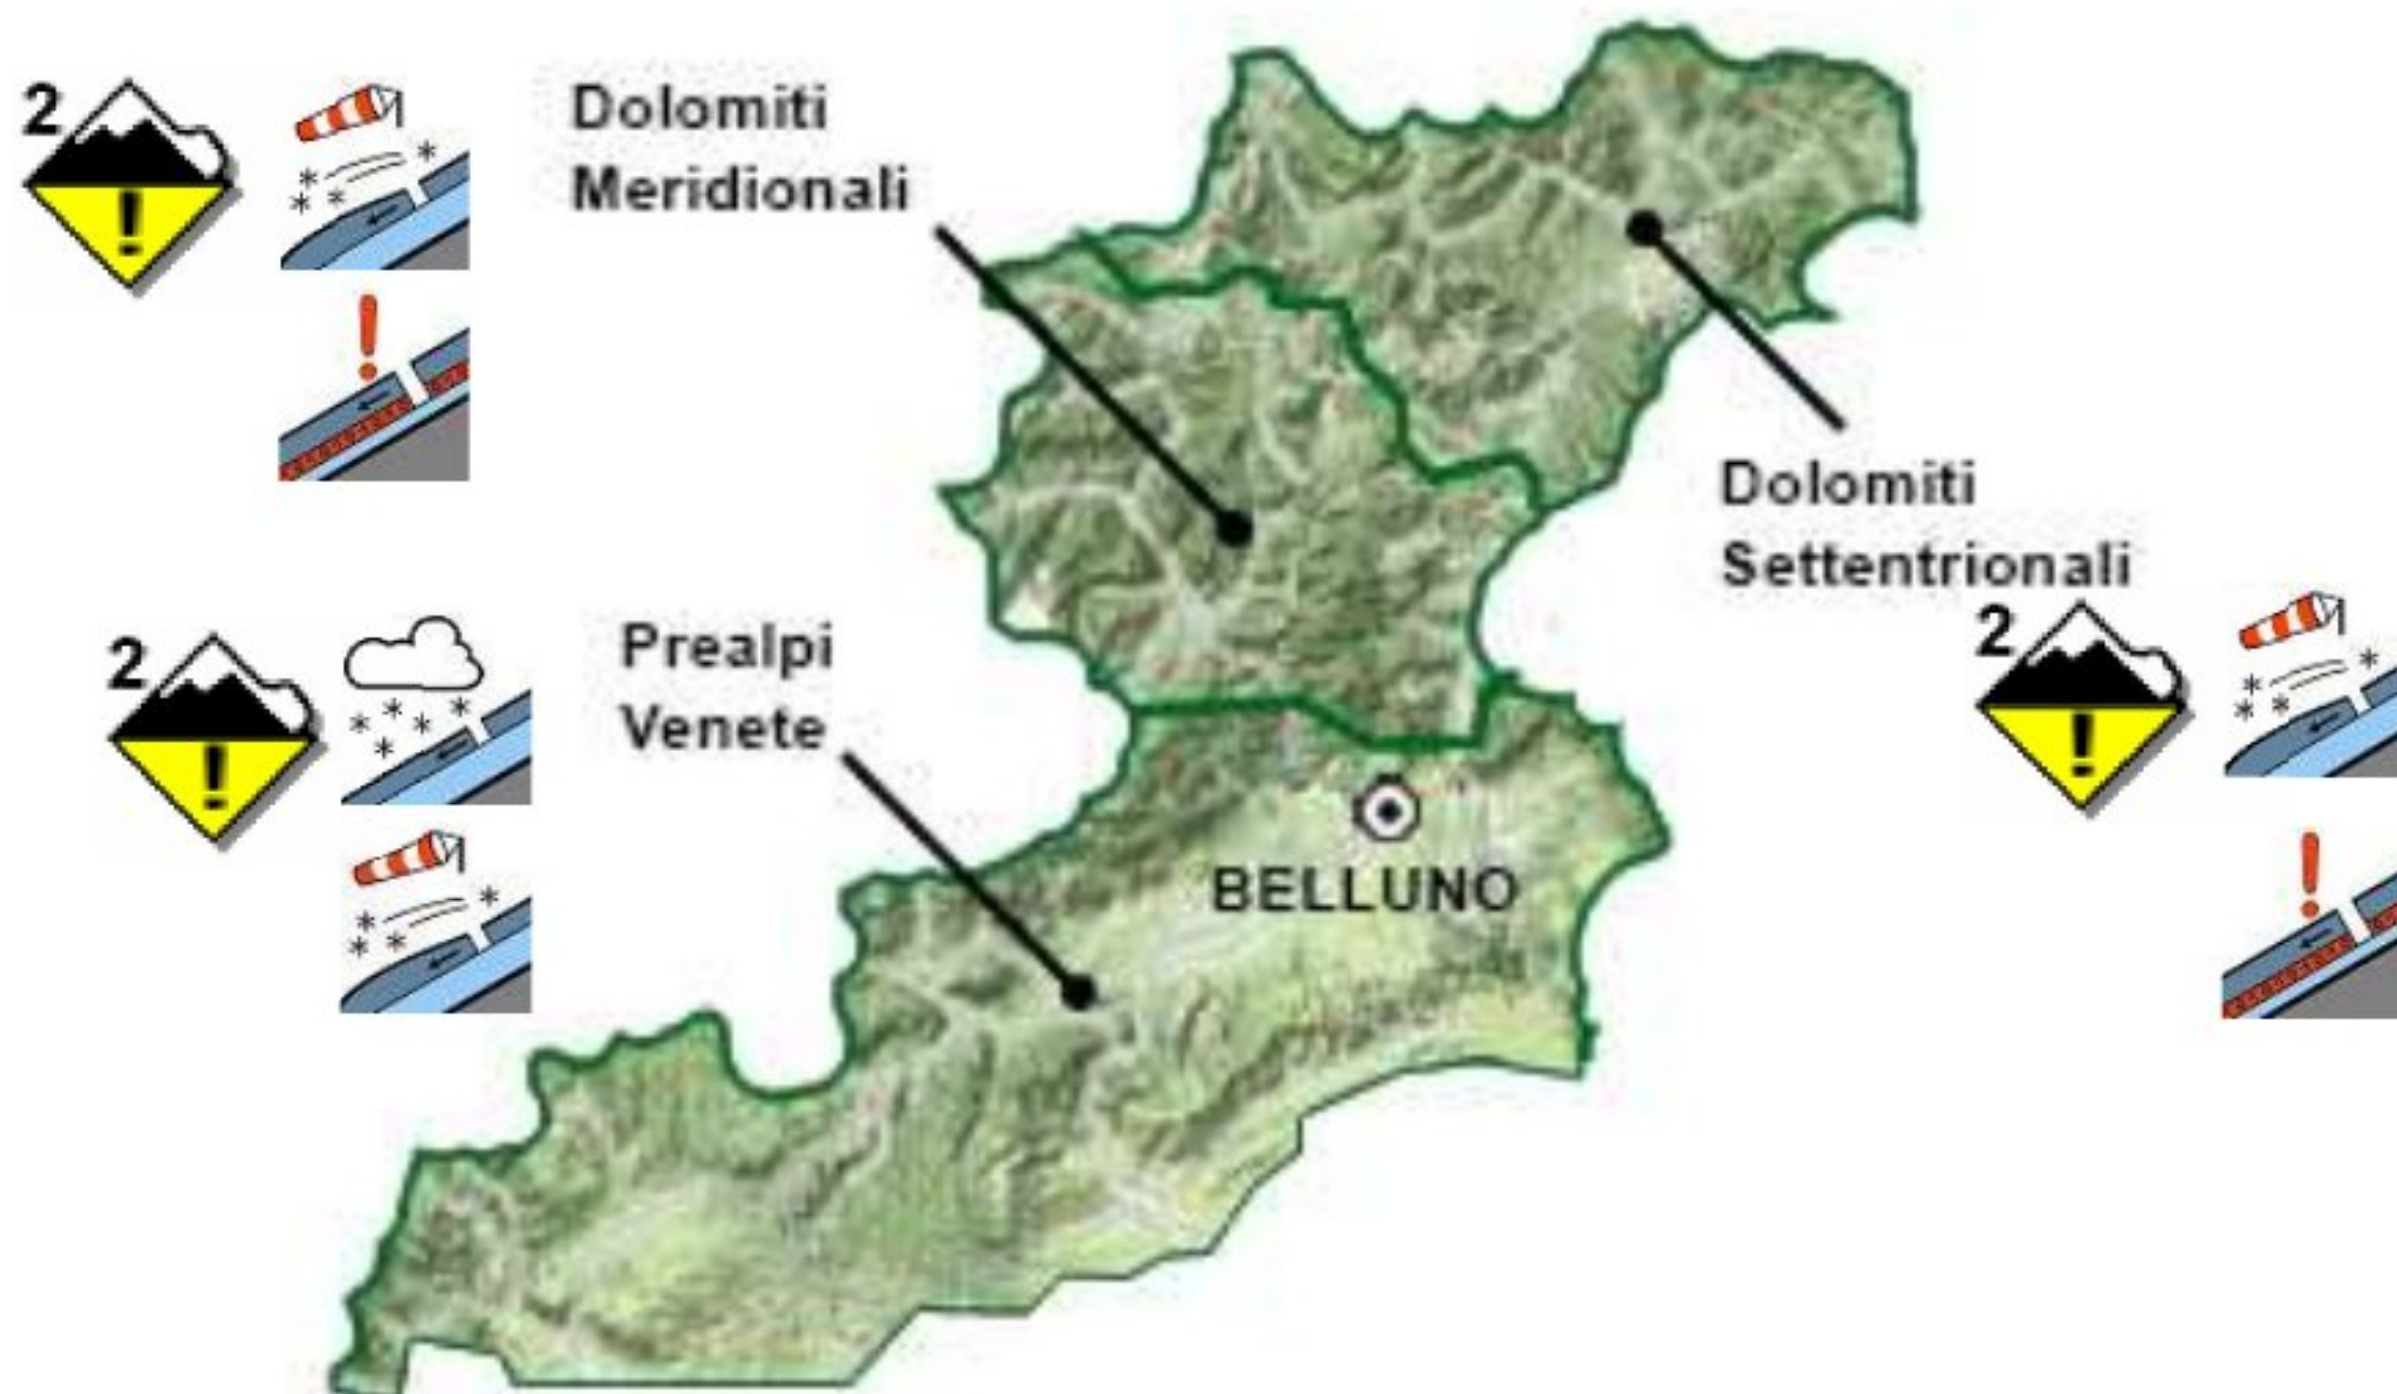 2
Dolomiti
Meridionali
Dolomiti
Settentrionali
2
2
Prealpi
Venete
BELLUNO